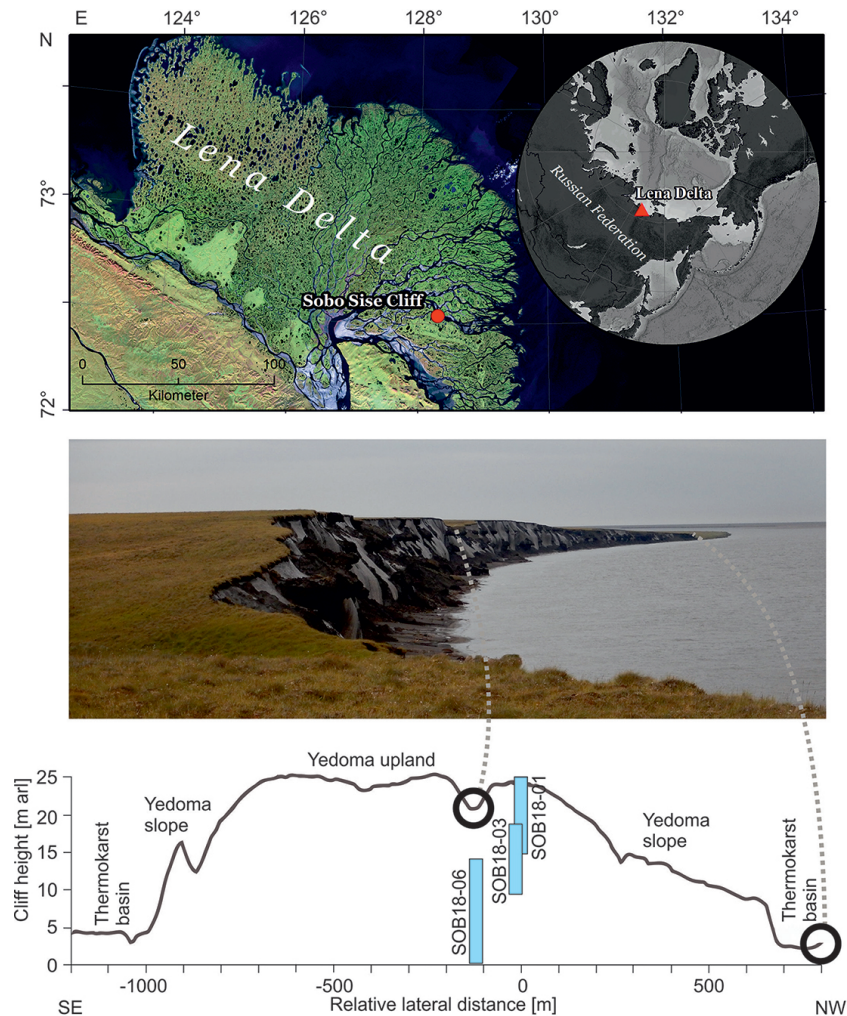 E 124° 126° 128° 130° 132° 134°
N
73°
72°
Lena Delta
Sobo Sise Cliff
0 50 100
Kilometer
Russian Federation
Lena Delta
Cliff height [m arl]
25
20
15
10
5
0
Thermokarst
basin
Yedoma
slope
Yedoma upland
SOB18-06
SOB18-03
SOB18-01
Yedoma
slope
Thermokarst
basin
-1000 -500 0 500
SE Relative lateral distance [m] NW